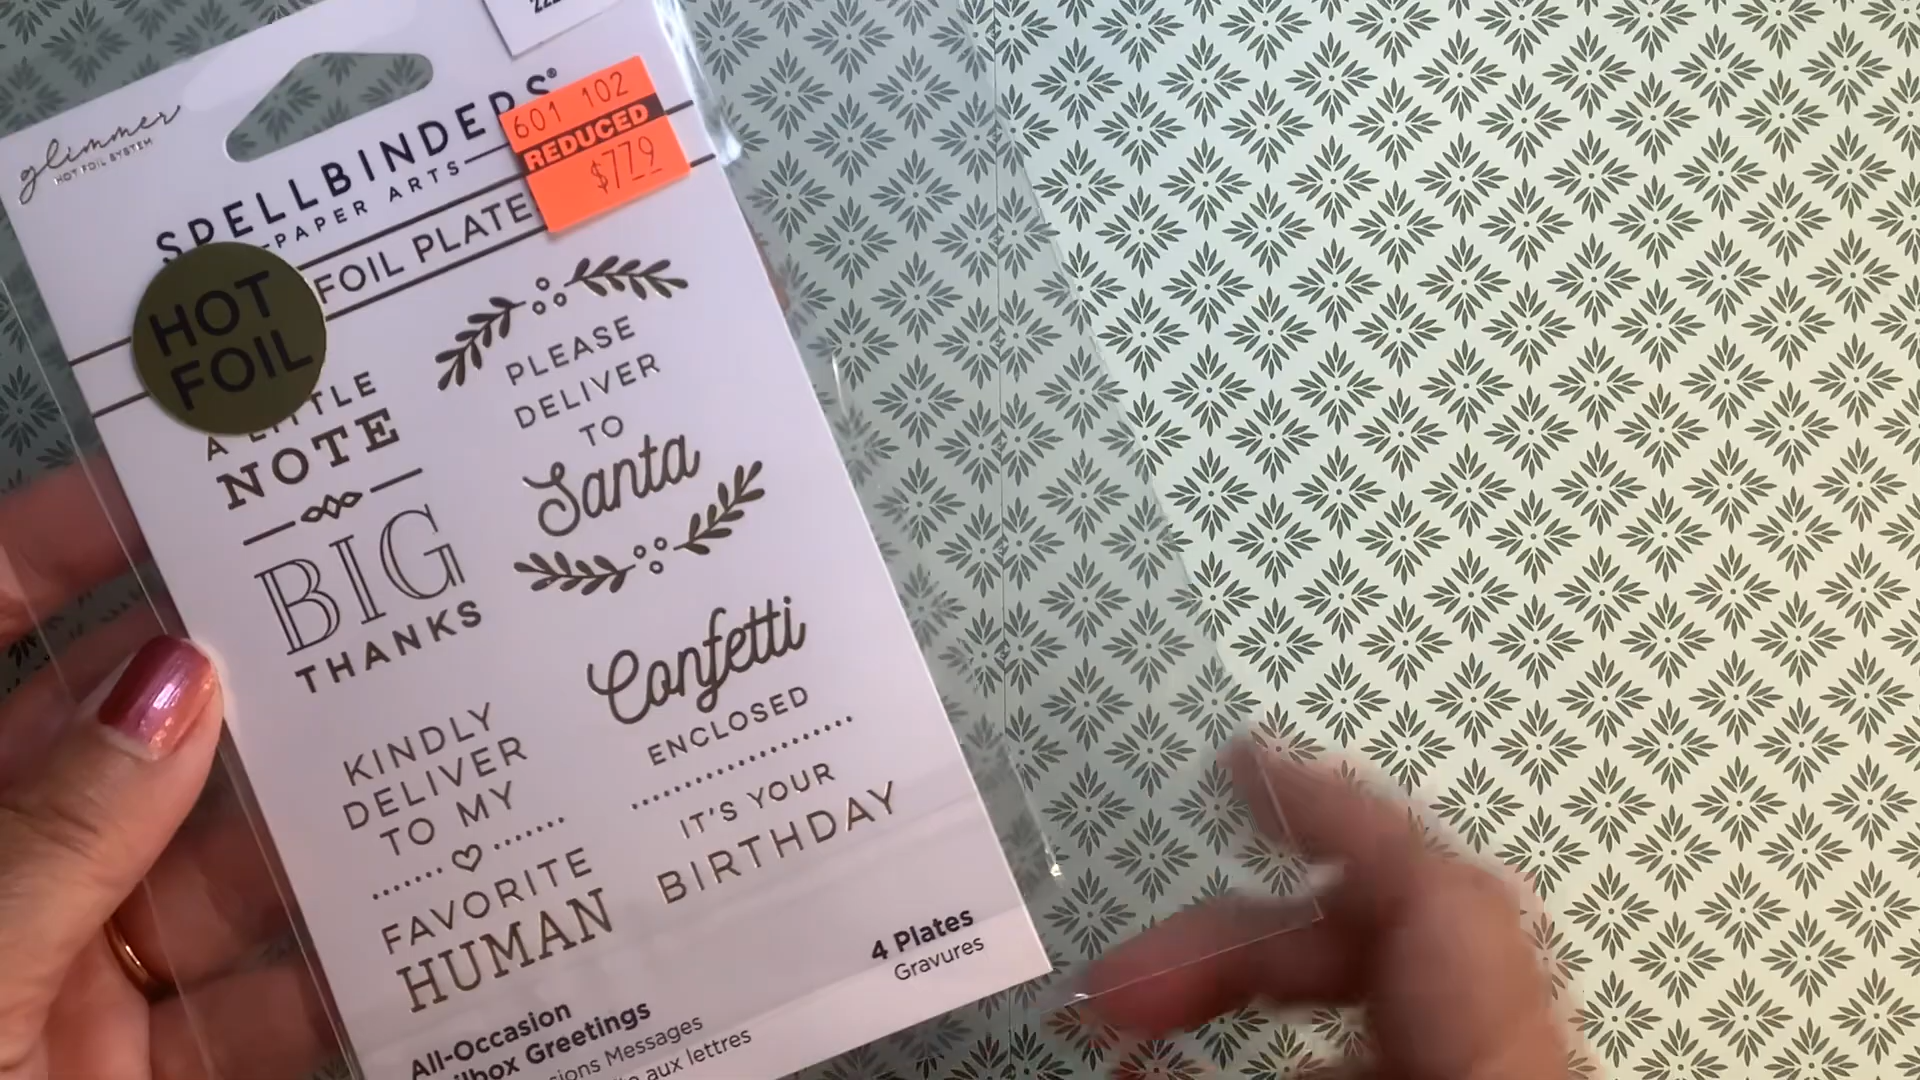 glimmer
HOT FOIL SYSTEM
SPELLBINDERS®
PAPER ARTS
601 102
REDUCED
$7.79
FOIL PLATE
HOT
FOIL
A LITTLE
NOTE
BIG
THANKS
PLEASE
DELIVER
TO
Santa
KINDLY
DELIVER
TO MY
FAVORITE
HUMAN
Confetti
ENCLOSED
IT'S YOUR
BIRTHDAY
4 Plates
Gravures
All-Occasion
Greetings
Messages
aux lettres